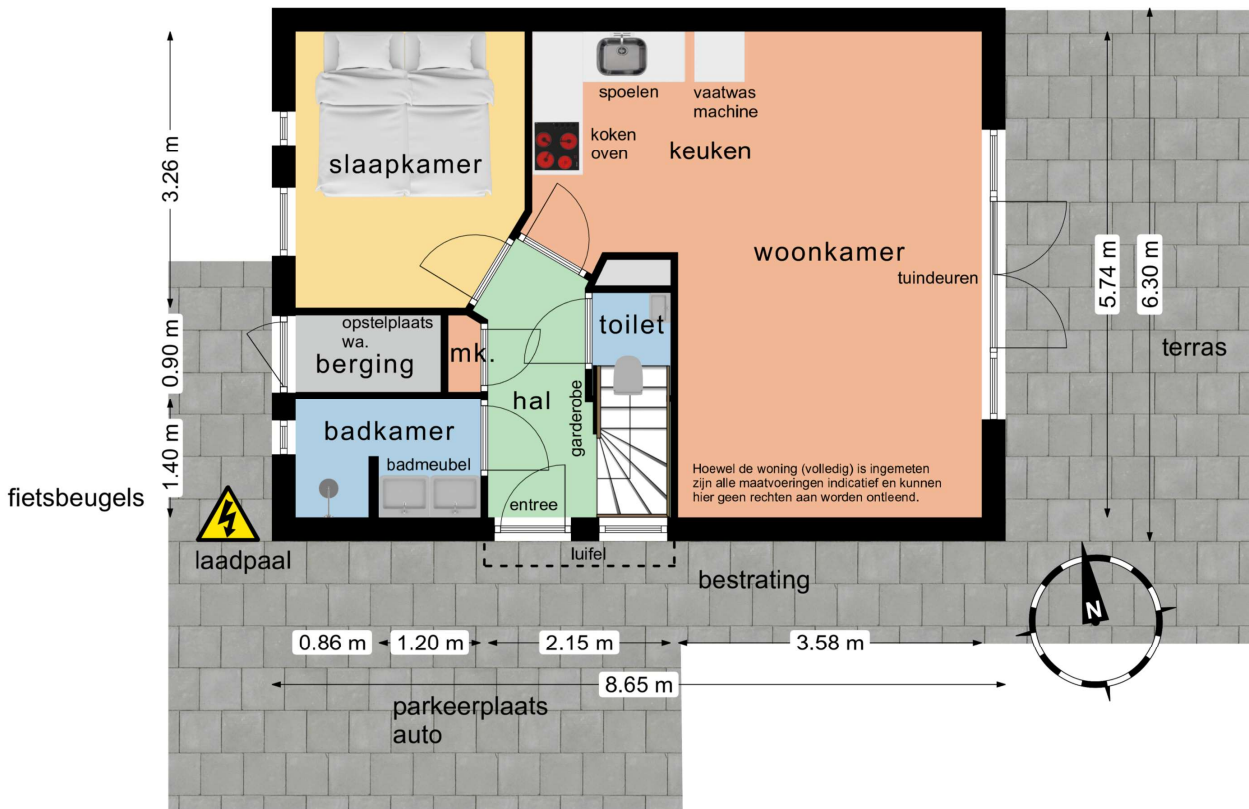 spoelen
vaatwas
machine
koken
oven
keuken
slaapkamer
3.26 m
woonkamer
tuindeuren
5.74 m
6.30 m
terras
opstelplaats
wa.
berging
mk.
toilet
0.90 m
hal
garderobe
badkamer
badmeubel
1.40 m
fietsbeugels
Hoewel de woning (volledig) is ingemeten
zijn alle maatvoeringen indicatief en kunnen
hier geen rechten aan worden ontleend.
entree
laadpaal
luifel
bestrating
N
0.86 m
1.20 m
2.15 m
3.58 m
8.65 m
parkeerplaats
auto